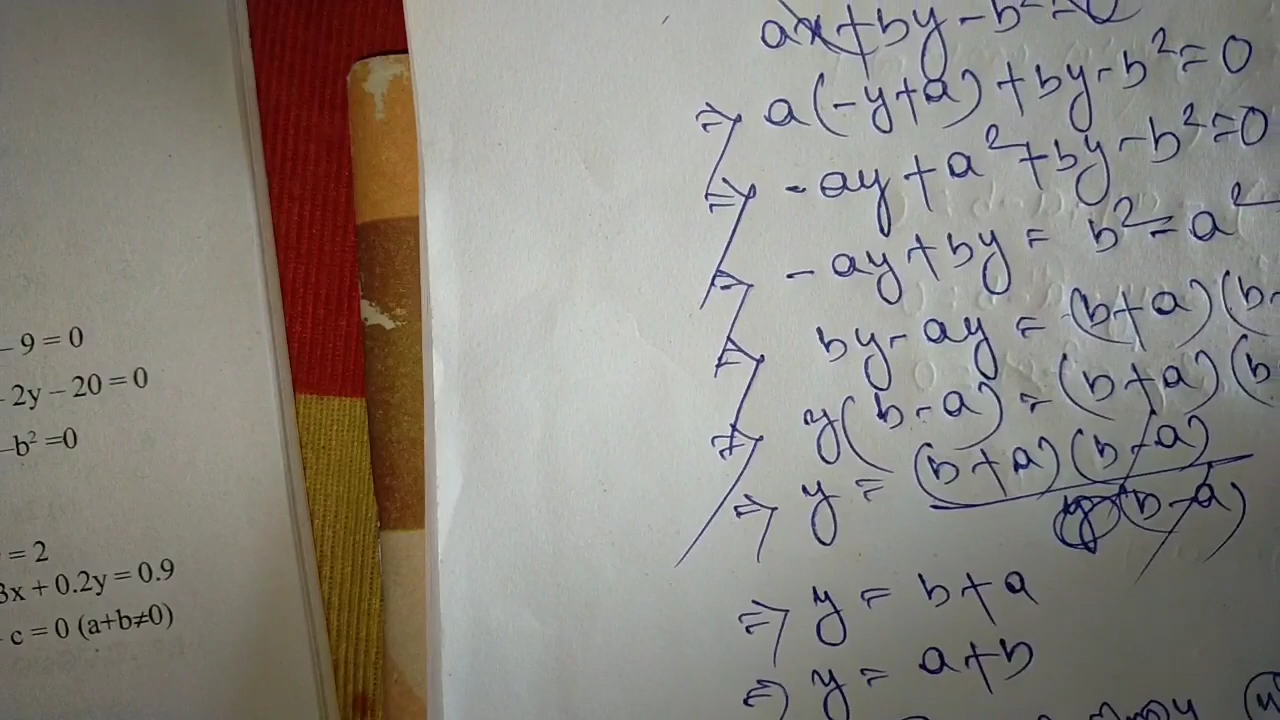 – 9 = 0
– 2y – 20 = 0
–b² =0
= 2
3x + 0.2y = 0.9
c = 0 (a+b≠0)
ax+by-b²=0
⇒ a(-y+a)+by-b²=0
⇒ -ay+a²+by-b²=0
⇒ -ay+by = b²=a²
⇒ by-ay = (b+a)(b-
⇒ y(b-a)=(b+a)(b
⇒ y = (b+a)(b-a)
(b-a)
⇒ y = b+a
⇒ y = a+b